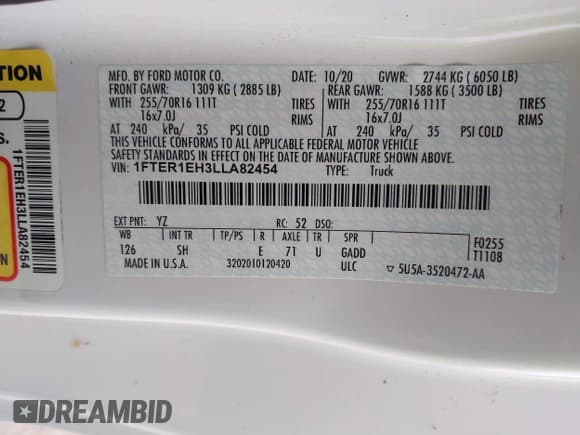 TION
2
S.
1FTER1EH3LLA82454
WN
MFD. BY FORD MOTOR CO.
DATE: 10/20 GVWR: 2744 KG ( 6050 LB)
FRONT GAWR: 1309 KG ( 2885 LB)
REAR GAWR: 1588 KG ( 3500 LB)
WITH 255/70R16 111T TIRES
WITH 255/70R16 111T TIRES
16x7.0J RIMS
16x7.0J RIMS
AT 240 kPa/ 35 PSI COLD
AT 240 kPa/ 35 PSI COLD
THIS VEHICLE CONFORMS TO ALL APPLICABLE FEDERAL MOTOR VEHICLE
SAFETY STANDARDS IN EFFECT ON THE DATE OF MANUFACTURE SHOWN ABOVE.
VIN: 1FTER1EH3LLA82454
TYPE: Truck
EXT PNT: YZ RC: 52 DSO:
WB INT TR TP/PS R AXLE TR SPR
126 SH E 71 U GADD
F0255
T1108
MADE IN U.S.A. 3202010120420 ULC
▽ 5U5A-3520472-AA
DREAMBID